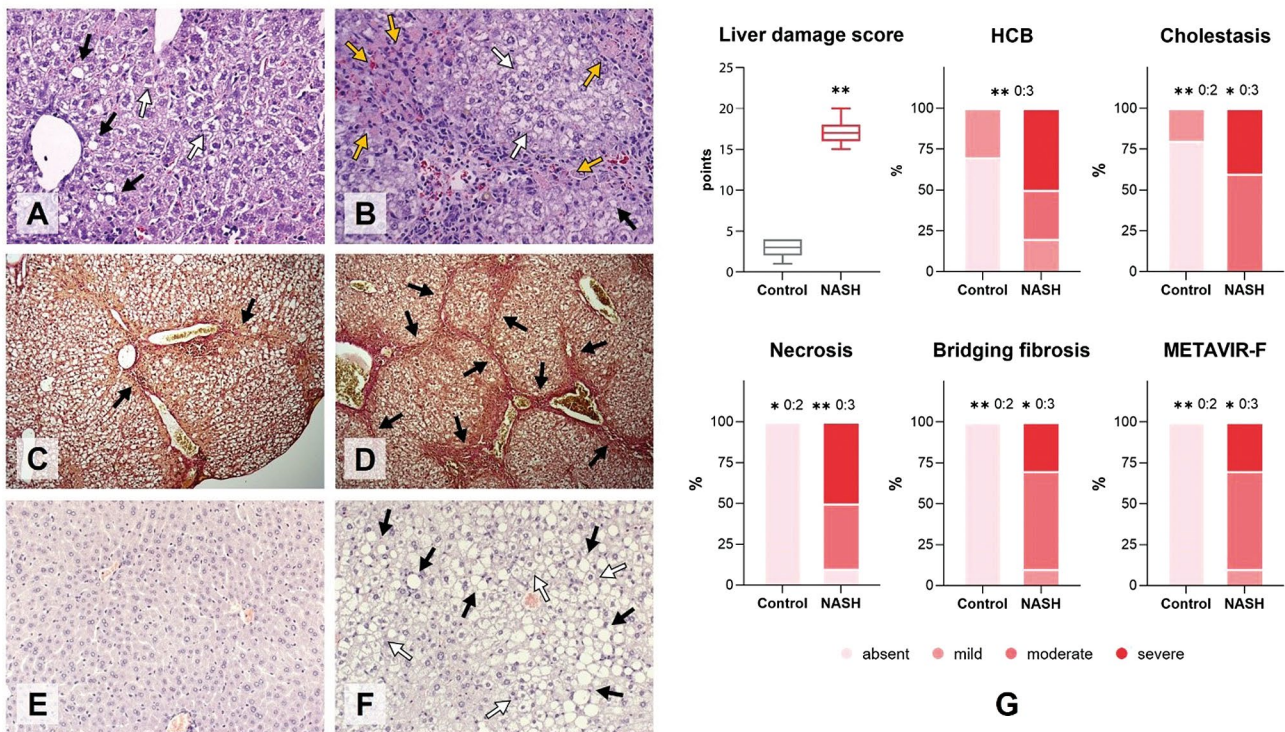 A
B
C
D
E
F
Liver damage score
points
25
20
15
10
5
0
**
Control NASH
HCB
%
100
75
50
25
0
** 0:3
Control NASH
Cholestasis
%
100
75
50
25
0
** 0:2 * 0:3
Control NASH
Necrosis
%
100
75
50
25
0
* 0:2 ** 0:3
Control NASH
Bridging fibrosis
%
100
75
50
25
0
** 0:2 * 0:3
Control NASH
METAVIR-F
%
100
75
50
25
0
** 0:2 * 0:3
Control NASH
absent mild moderate severe
G